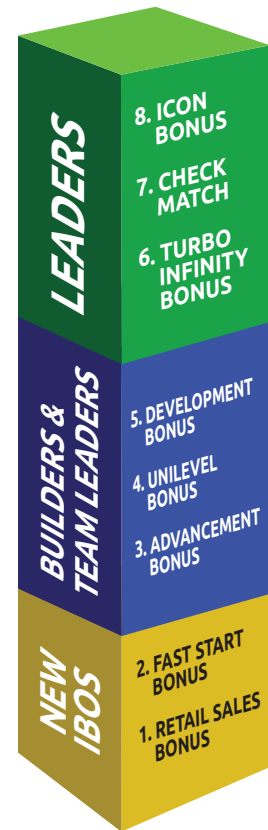 LEADERS
8. ICON
BONUS
7. CHECK
MATCH
6. TURBO
INFINITY
BONUS
BUILDERS &
TEAM LEADERS
5. DEVELOPMENT
BONUS
4. UNILEVEL
BONUS
3. ADVANCEMENT
BONUS
NEW
IBOS
2. FAST START
BONUS
1. RETAIL SALES
BONUS